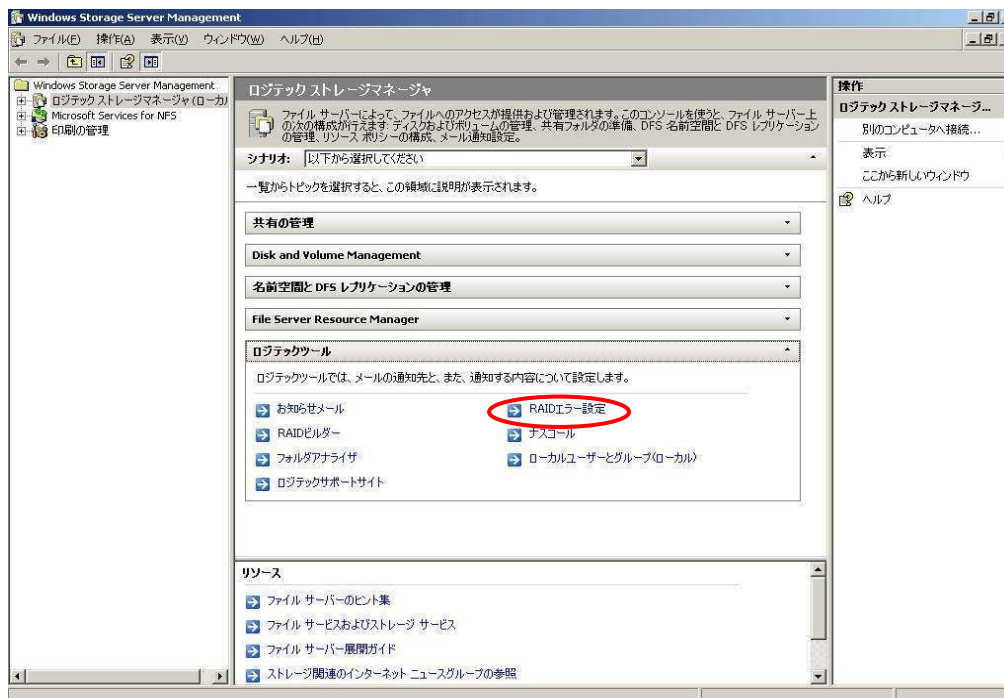 Windows Storage Server Management
ファイル(F) 操作(A) 表示(V) ウィンドウ(W) ヘルプ(H)
Windows Storage Server Management
ロジテック ストレージマネージャ (ローカル
Microsoft Services for NFS
印刷の管理
ロジテック ストレージマネージャ
ファイル サーバーによって、ファイルへのアクセスが提供および管理されます。このコンソールを使うと、ファイル サーバー上
の次の構成が行えます: ディスクおよびボリュームの管理、共有フォルダの準備、DFS 名前空間と DFS レプリケーション
の管理、リソース ポリシーの構成、メール通知設定。
シナリオ: 以下から選択してください
一覧からトピックを選択すると、この領域に説明が表示されます。
共有の管理
Disk and Volume Management
名前空間と DFS レプリケーションの管理
File Server Resource Manager
ロジテックツール
ロジテックツールでは、メールの通知先と、また、通知する内容について設定します。
お知らせメール
RAIDエラー設定
RAIDビルダー
ナスコール
フォルダアナライザ
ローカルユーザーとグループ(ローカル)
ロジテックサポートサイト
リソース
ファイル サーバーのヒント集
ファイル サービスおよびストレージ サービス
ファイル サーバー展開ガイド
ストレージ関連のインターネット ニュースグループの参照
操作
ロジテック ストレージマネージ...
別のコンピュータへ接続...
表示
ここから新しいウィンドウ
ヘルプ